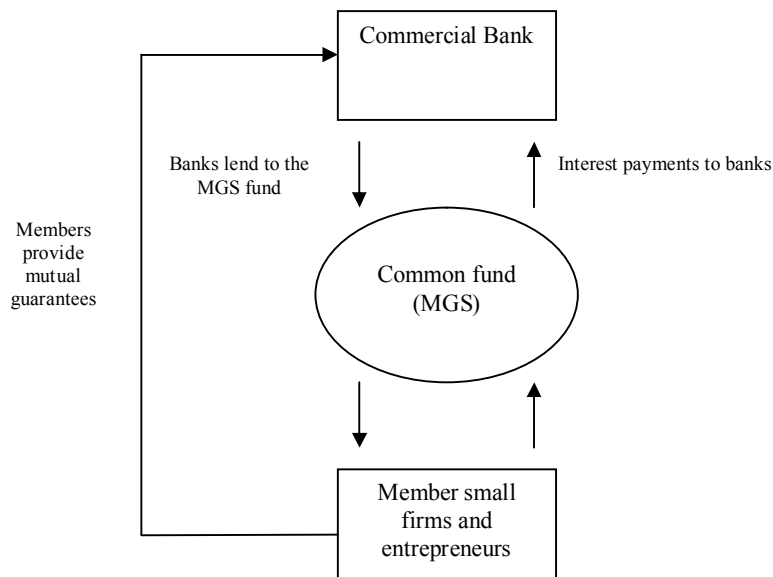 Commercial Bank
Banks lend to the
MGS fund
Interest payments to banks
Members
provide
mutual
guarantees
Common fund
(MGS)
Member small
firms and
entrepreneurs